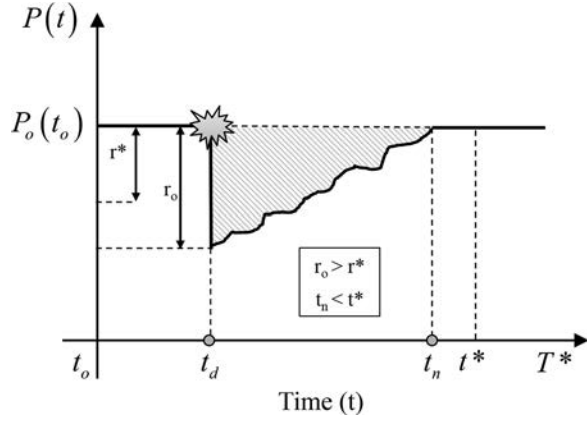 P(t)
P_o(t_o)
r*
r_o
r_o > r*
t_n < t*
t_o t_d t_n t* T*
Time (t)